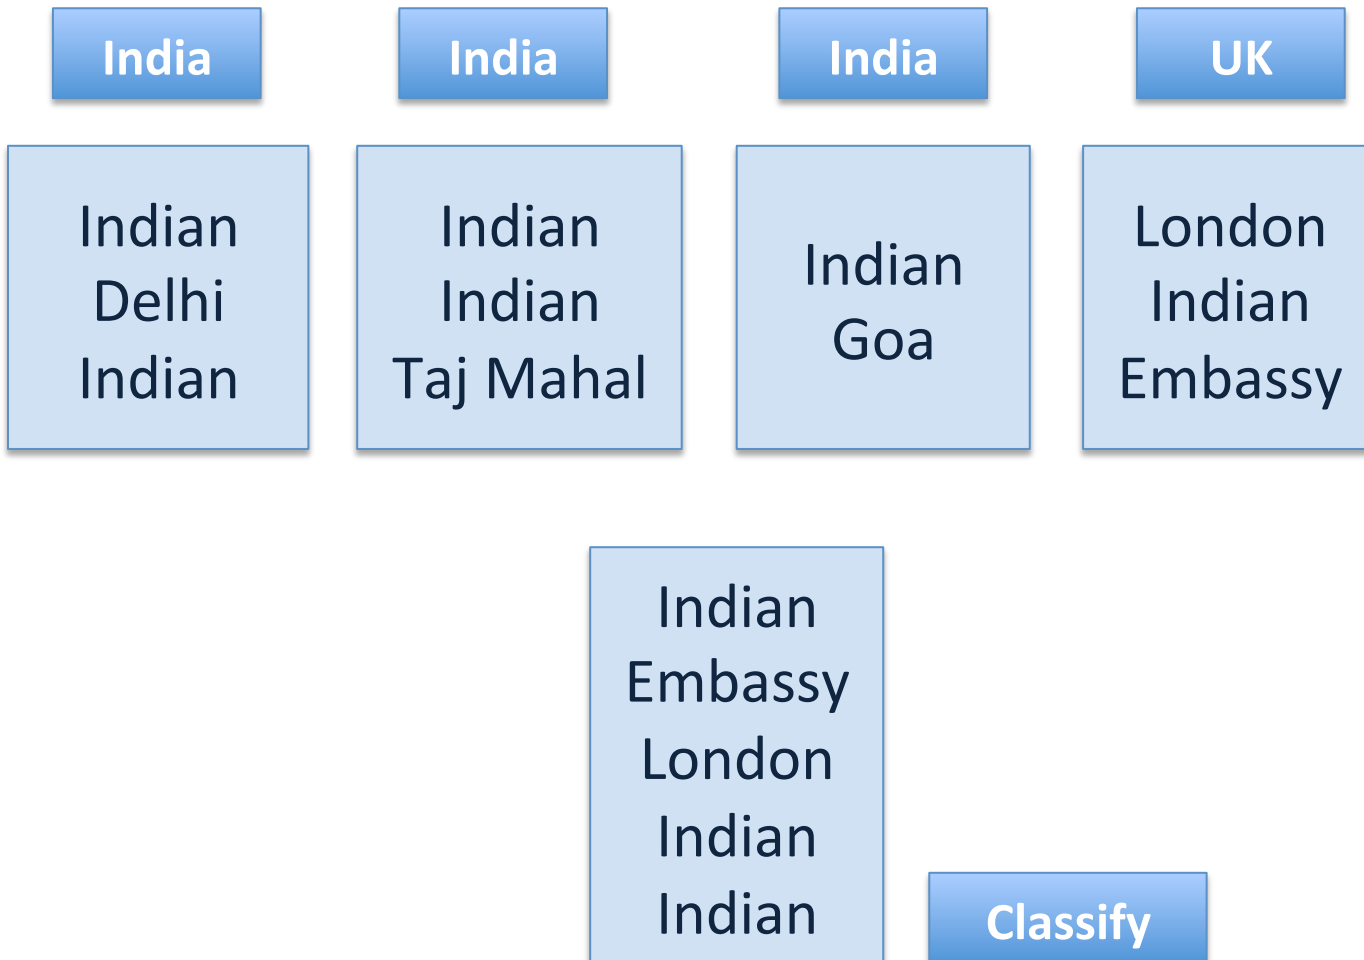 India
India
India
UK
Indian
Delhi
Indian
Indian
Indian
Taj Mahal
Indian
Goa
London
Indian
Embassy
Indian
Embassy
London
Indian
Indian
Classify